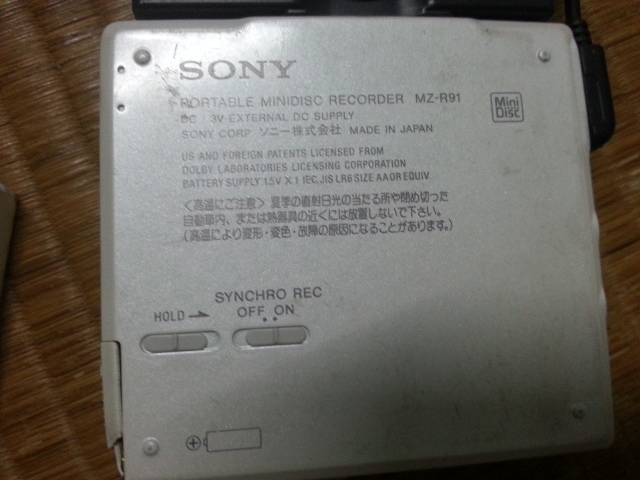 SONY
PORTABLE MINIDISC RECORDER MZ-R91
Mini Disc
DC 3V EXTERNAL DC SUPPLY
SONY CORP ソニー株式会社 MADE IN JAPAN
US AND FOREIGN PATENTS LICENSED FROM
DOLBY LABORATORIES LICENSING CORPORATION
BATTERY SUPPLY:1.5V X 1 IEC, JIS LR6 SIZE AA OR EQUIV.
〈高温にご注意〉夏季の直射日光の当たる所や閉め切った
自動車内、または熱器具の近くには放置しないで下さい。
(高温により変形・変色・故障の原因になることがあります。)
SYNCHRO REC
HOLD OFF ON